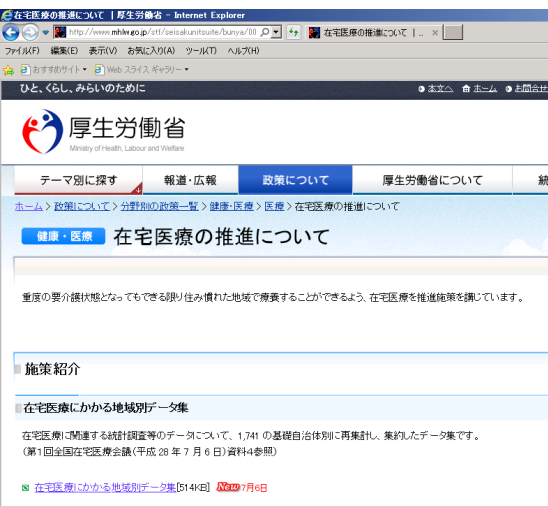 在宅医療の推進について | 厚生労働省 - Internet Explorer
http://www.mhlw.go.jp/stf/seisakunitsuite/bunya/00 在宅医療の推進について | ... ×
ファイル(F) 編集(E) 表示(V) お気に入り(A) ツール(T) ヘルプ(H)
おすすめサイト Web スライス ギャラリー
ひと、くらし、みらいのために 本文へ ホーム お問合せ
厚生労働省
Ministry of Health, Labour and Welfare
テーマ別に探す 報道・広報 政策について 厚生労働省について 統
ホーム > 政策について > 分野別の政策一覧 > 健康・医療 > 医療 > 在宅医療の推進について
健康・医療 在宅医療の推進について
重度の要介護状態となってもできる限り住み慣れた地域で療養することができるよう、在宅医療を推進施策を講じています。
施策紹介
在宅医療にかかる地域別データ集
在宅医療に関連する統計調査等のデータについて、1,741 の基礎自治体別に再集計し、集約したデータ集です。
(第1回全国在宅医療会議(平成 28 年 7 月 6 日)資料4参照)
在宅医療にかかる地域別データ集[514KB] New 7月6日